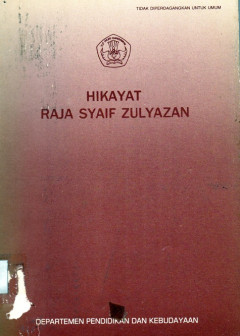 TIDAK DIPERDAGANGKAN UNTUK UMUM
HIKAYAT
RAJA SYAIF ZULYAZAN
DEPARTEMEN PENDIDIKAN DAN KEBUDAYAAN